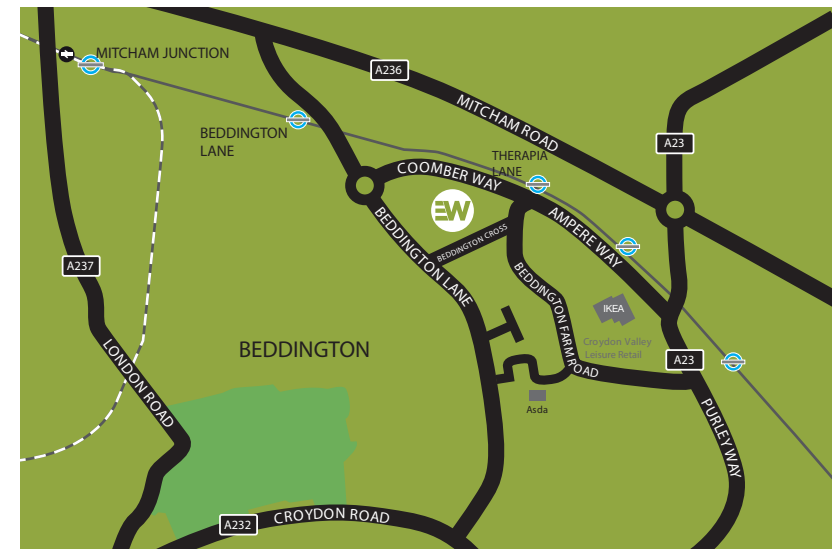 MITCHAM JUNCTION
A236
MITCHAM ROAD
BEDDINGTON
LANE
THERAPIA
LANE
A23
COOMBER WAY
EW
AMPERE WAY
BEDDINGTON LANE
BEDDINGTON CROSS
A237
BEDDINGTON FARM ROAD
IKEA
Croydon Valley
Leisure Retail
LONDON ROAD
BEDDINGTON
A23
Asda
PURLEY WAY
A232
CROYDON ROAD